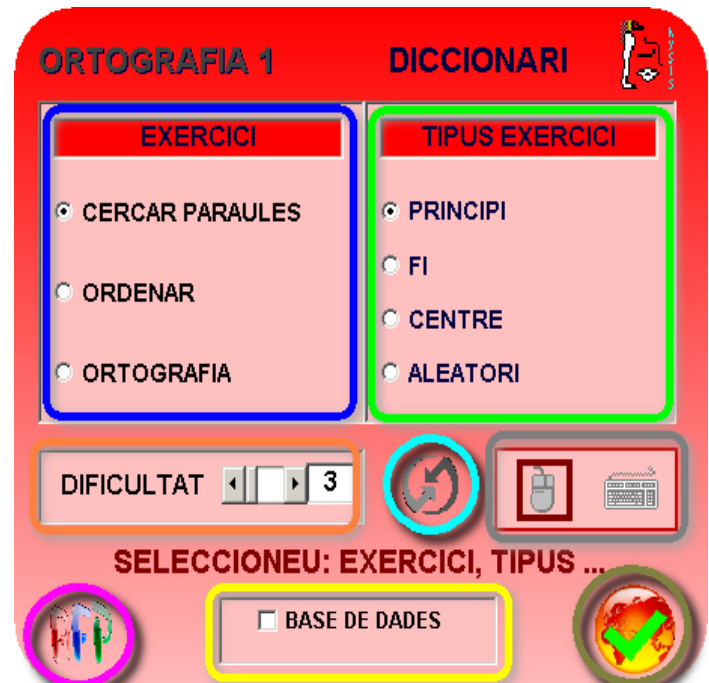 ORTOGRAFIA 1
DICCIONARI
EXERCICI
CERCAR PARAULES
ORDENAR
ORTOGRAFIA
TIPUS EXERCICI
PRINCIPI
FI
CENTRE
ALEATORI
DIFICULTAT 3
SELECCIONEU: EXERCICI, TIPUS ...
BASE DE DADES